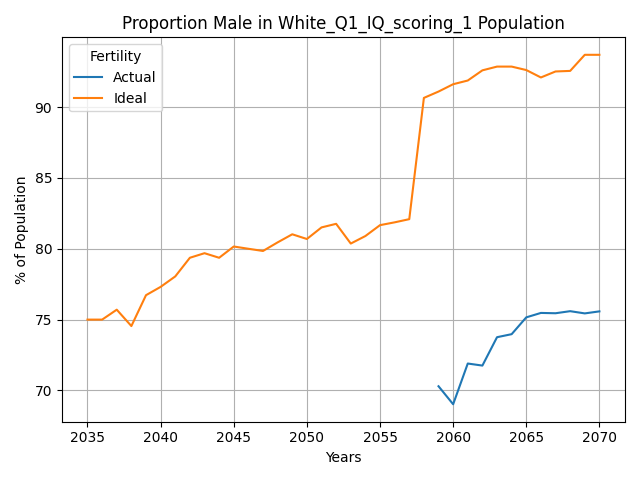 Proportion Male in White_Q1_IQ_scoring_1 Population
Fertility
Actual
Ideal
% of Population
90
85
80
75
70
2035 2040 2045 2050 2055 2060 2065 2070
Years